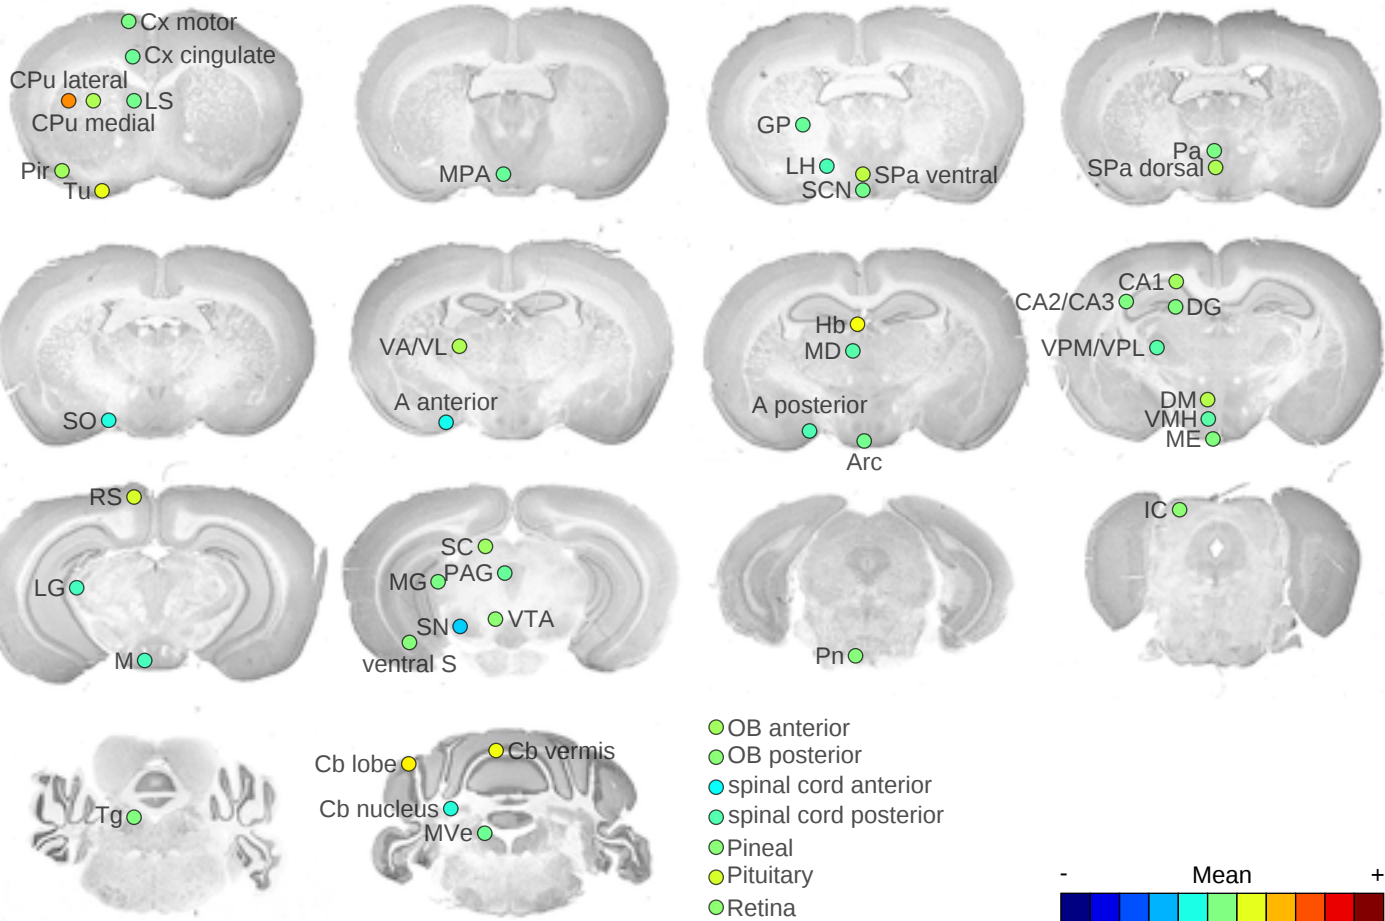 Cx motor
Cx cingulate
CPu lateral
LS
CPu medial
Pir
Tu
MPA
GP
LH
SPa ventral
SCN
Pa
SPa dorsal
SO
VA/VL
A anterior
Hb
MD
A posterior
Arc
CA1
CA2/CA3
DG
VPM/VPL
DM
VMH
ME
RS
LG
M
SC
MG
PAG
SN
VTA
ventral S
Pn
IC
Tg
Cb lobe
Cb vermis
Cb nucleus
MVe
OB anterior
OB posterior
spinal cord anterior
spinal cord posterior
Pineal
Pituitary
Retina
- Mean +